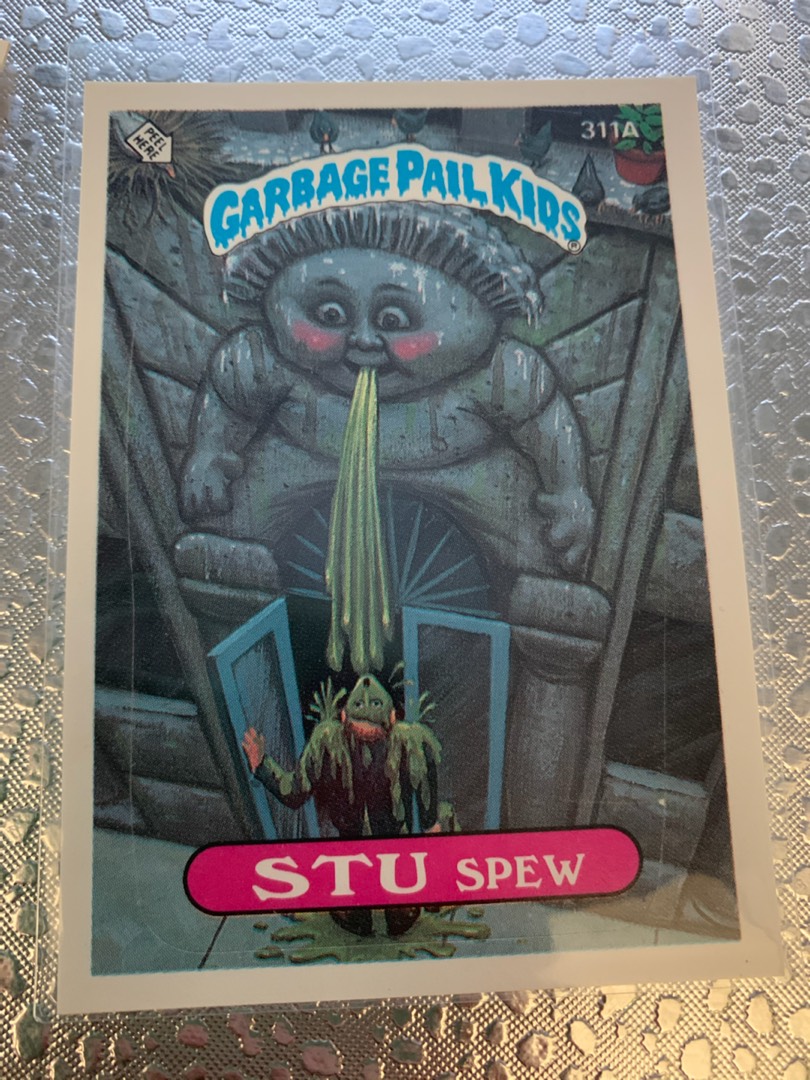 PEEL
HERE
311A
GARBAGE PAIL KIDS
®
STU SPEW